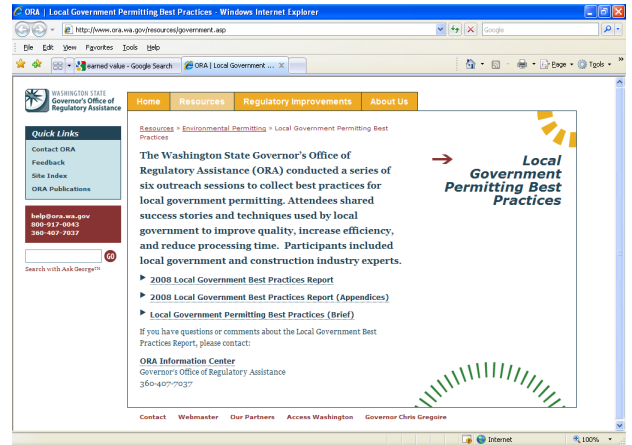 ORA | Local Government Permitting Best Practices - Windows Internet Explorer
http://www.ora.wa.gov/resources/government.asp
Google
File Edit View Favorites Tools Help
earned value - Google Search
ORA | Local Government ...
Page Tools
WASHINGTON STATE
Governor's Office of
Regulatory Assistance
Home Resources Regulatory Improvements About Us
Quick Links
Contact ORA
Feedback
Site Index
ORA Publications
help@ora.wa.gov
800-917-0043
360-407-7037
GO
Search with Ask George™
Resources > Environmental Permitting > Local Government Permitting Best
Practices
The Washington State Governor's Office of
Regulatory Assistance (ORA) conducted a series of
six outreach sessions to collect best practices for
local government permitting. Attendees shared
success stories and techniques used by local
government to improve quality, increase efficiency,
and reduce processing time. Participants included
local government and construction industry experts.
2008 Local Government Best Practices Report
2008 Local Government Best Practices Report (Appendices)
Local Government Permitting Best Practices (Brief)
If you have questions or comments about the Local Government Best
Practices Report, please contact:
ORA Information Center
Governor's Office of Regulatory Assistance
360-407-7037
Local
Government
Permitting Best
Practices
Contact Webmaster Our Partners Access Washington Governor Chris Gregoire
Internet
100%